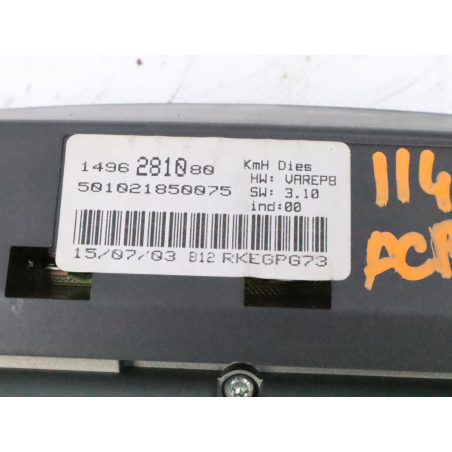 1496 2810 80
501021850075
KmH Dies
HW: VAREP8
SW: 3.10
ind:00
15/07/03 B12 RKEGPG73
114